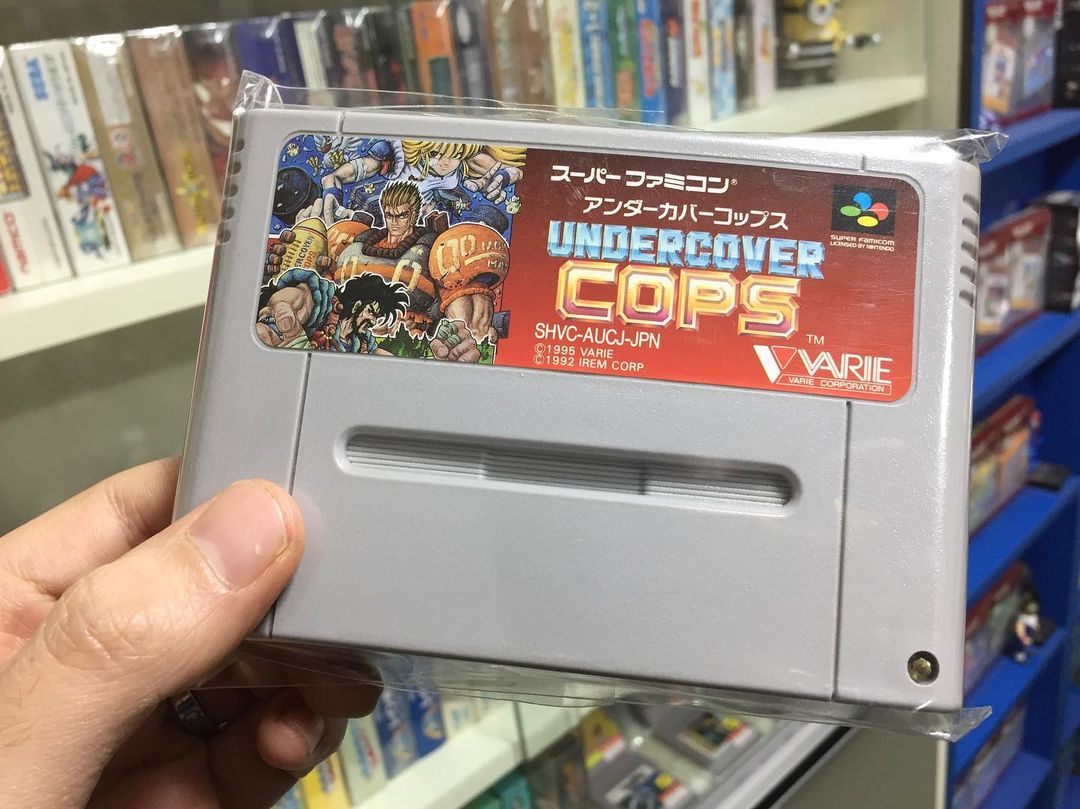 スーパーファミコン®
アンダーカバーコップス
UNDERCOVER
COPS
TM
SHVC-AUCJ-JPN
©1995 VARIE
©1992 IREM CORP.
SUPER FAMICOM
LICENSED BY NINTENDO
VARIE
VARIE CORPORATION